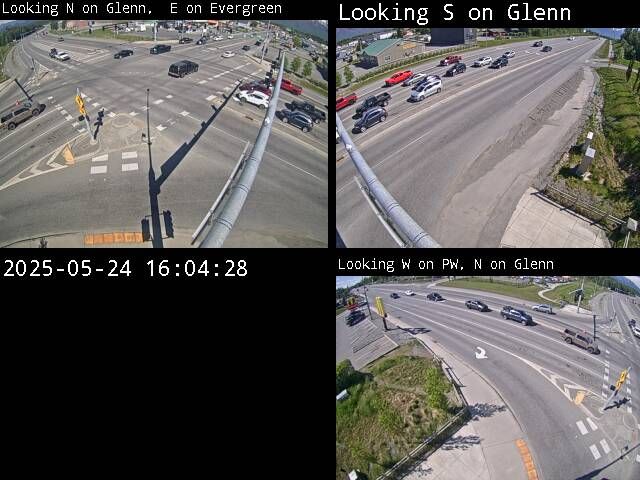 Looking N on Glenn,  E on Evergreen
Looking S on Glenn
2025-05-24 16:04:28
Looking W on PW, N on Glenn